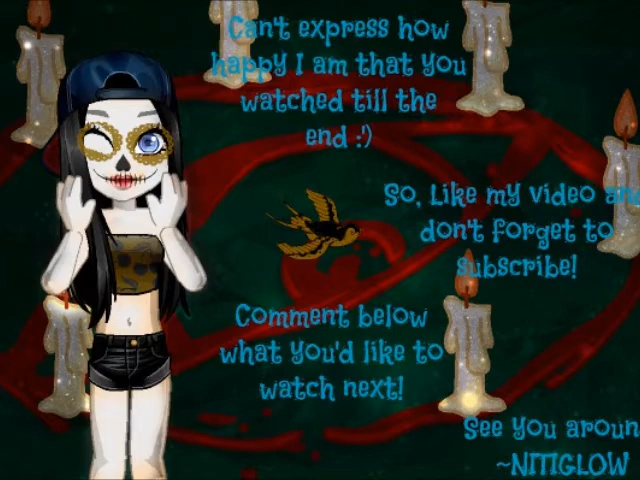 Can't express how
happy I am that you
watched till the
end :')
So, Like my video and
don't forget to
subscribe!
Comment below
what you'd like to
watch next!
See you aroun
~NITIGLOW